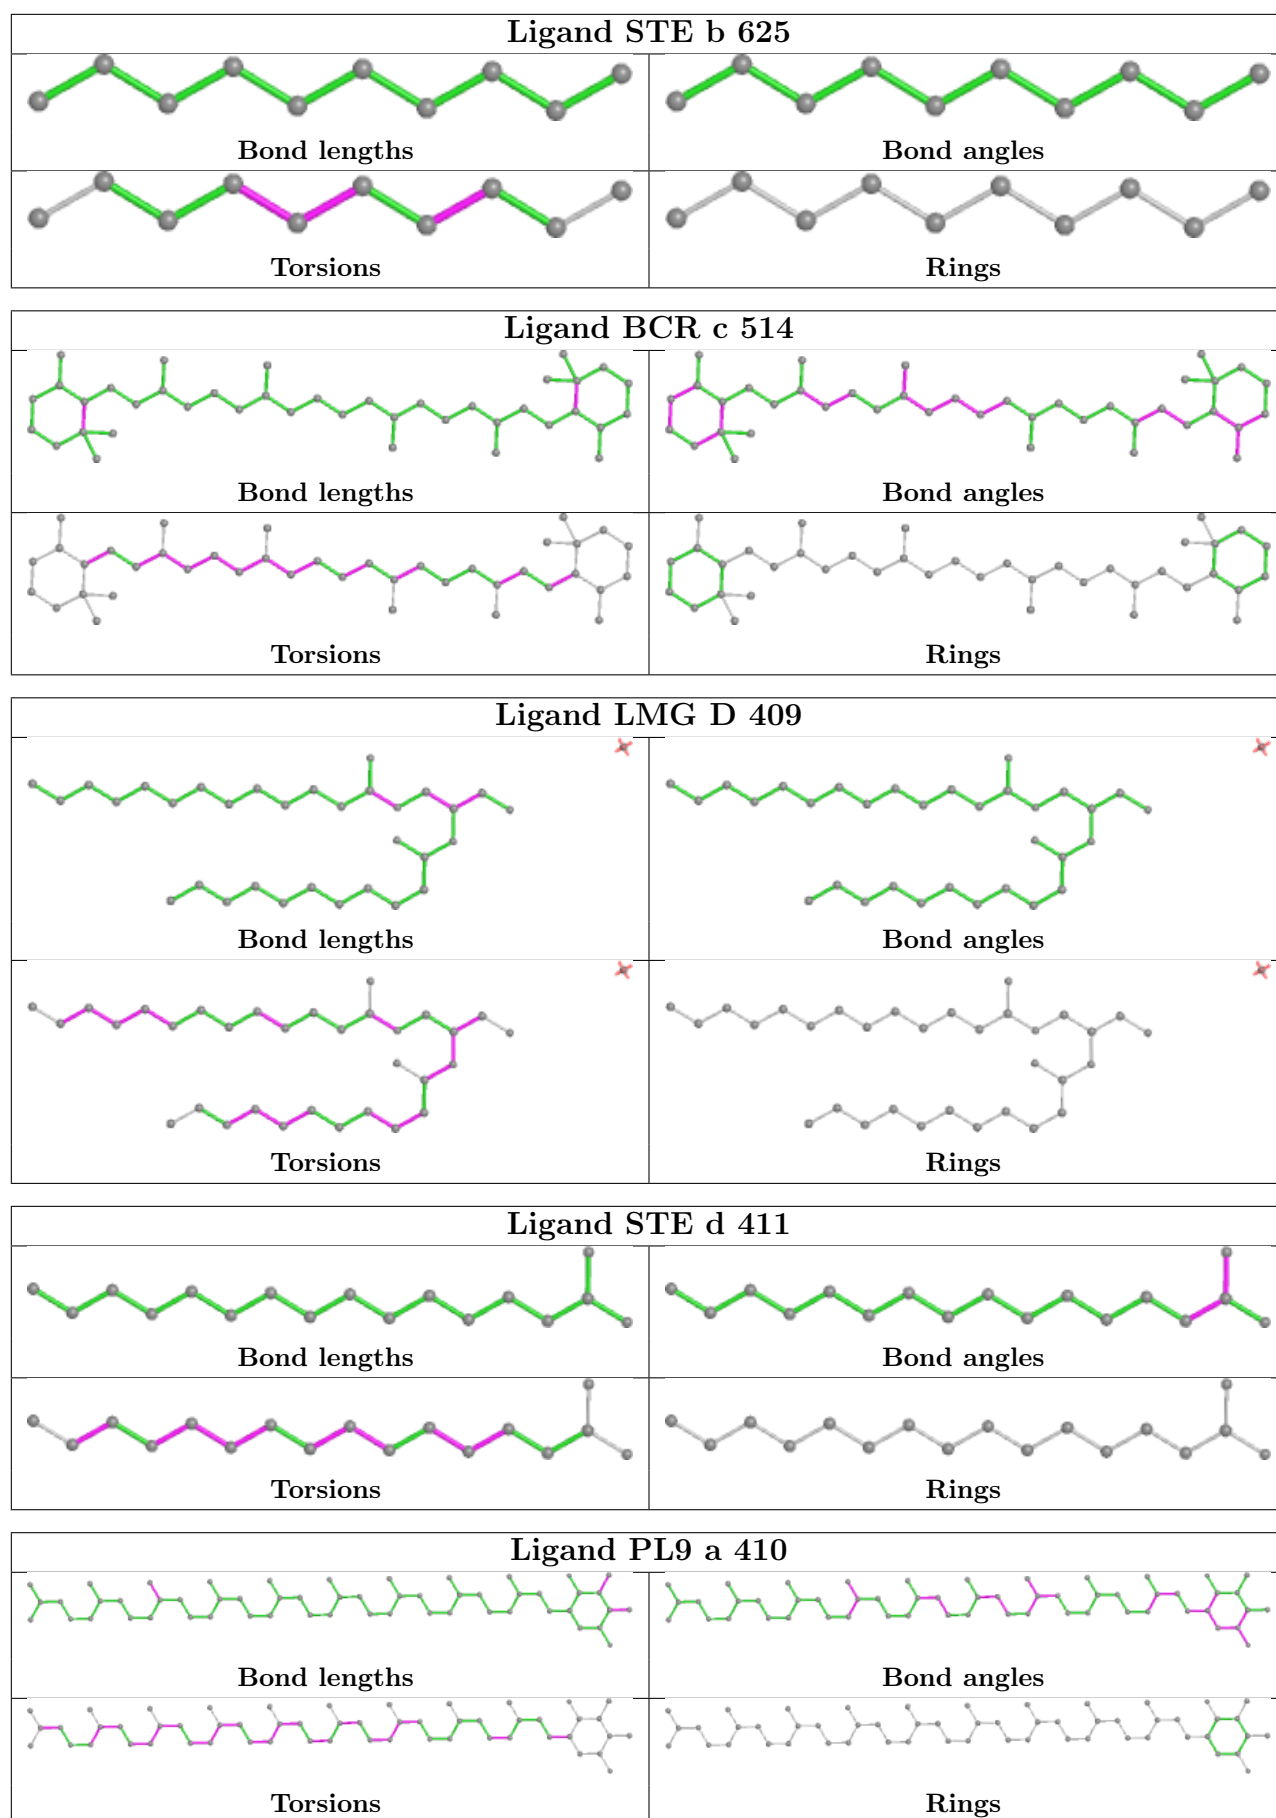 Ligand STE b 625
Bond lengths Bond angles
Torsions Rings
Ligand BCR c 514
Bond lengths Bond angles
Torsions Rings
Ligand LMG D 409
Bond lengths Bond angles
Torsions Rings
Ligand STE d 411
Bond lengths Bond angles
Torsions Rings
Ligand PL9 a 410
Bond lengths Bond angles
Torsions Rings